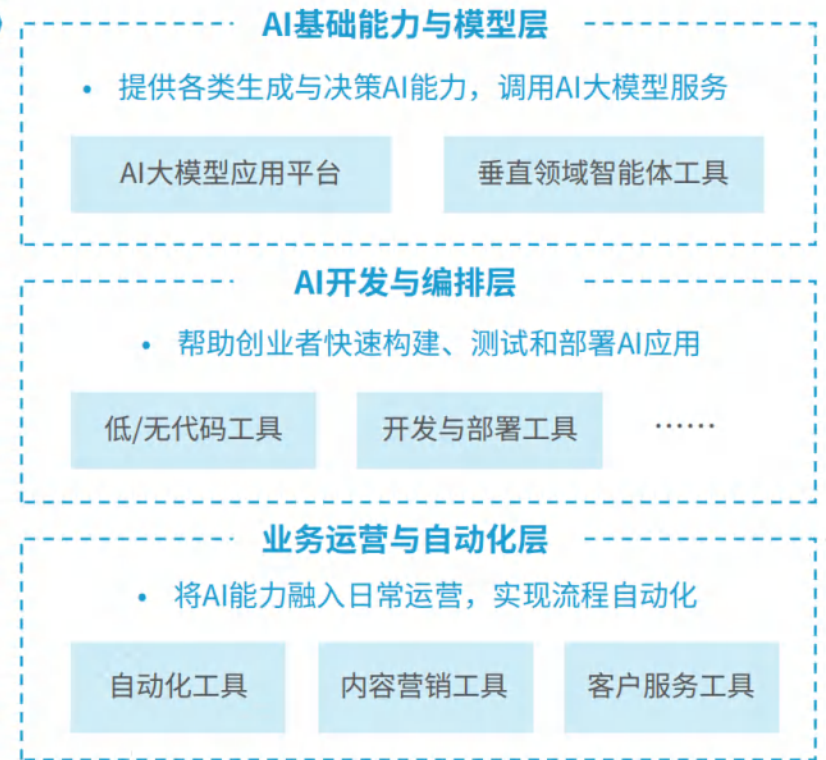 AI基础能力与模型层
• 提供各类生成与决策AI能力，调用AI大模型服务
AI大模型应用平台
垂直领域智能体工具
AI开发与编排层
• 帮助创业者快速构建、测试和部署AI应用
低/无代码工具
开发与部署工具
……
业务运营与自动化层
• 将AI能力融入日常运营，实现流程自动化
自动化工具
内容营销工具
客户服务工具